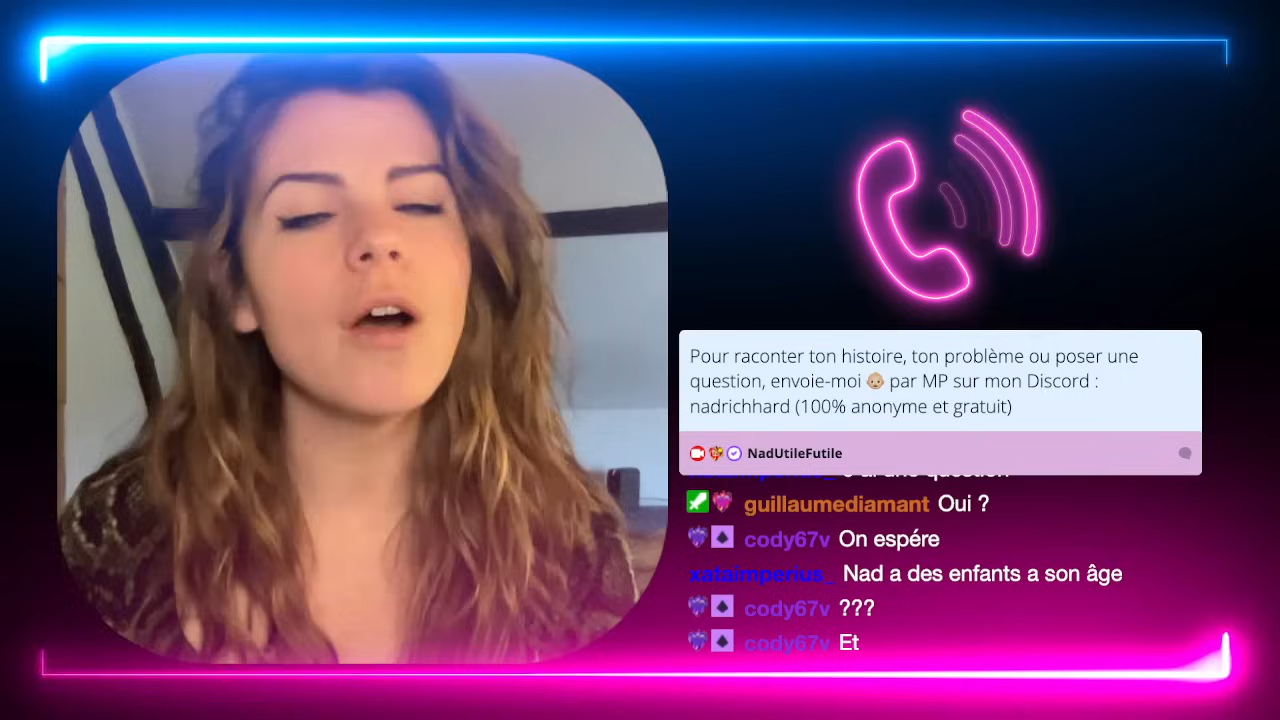 Pour raconter ton histoire, ton problème ou poser une
question, envoie-moi 👶🏼 par MP sur mon Discord :
nadrichhard (100% anonyme et gratuit)
NadUtileFutile
guillaumediamant Oui ?
cody67v On espére
xataimperius_ Nad a des enfants a son âge
cody67v ???
cody67v Et